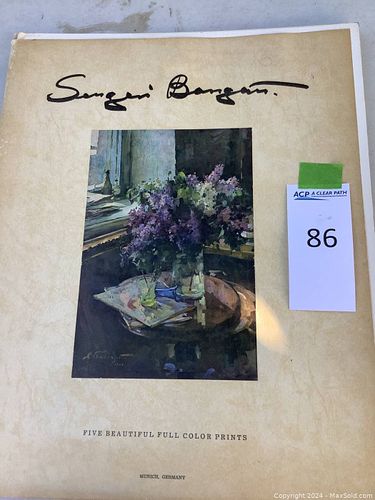 Sergei Bongart.
ACP A CLEAR PATH
86
FIVE BEAUTIFUL FULL COLOR PRINTS
MUNICH, GERMANY
Copyright 2024 - MaxSold.com